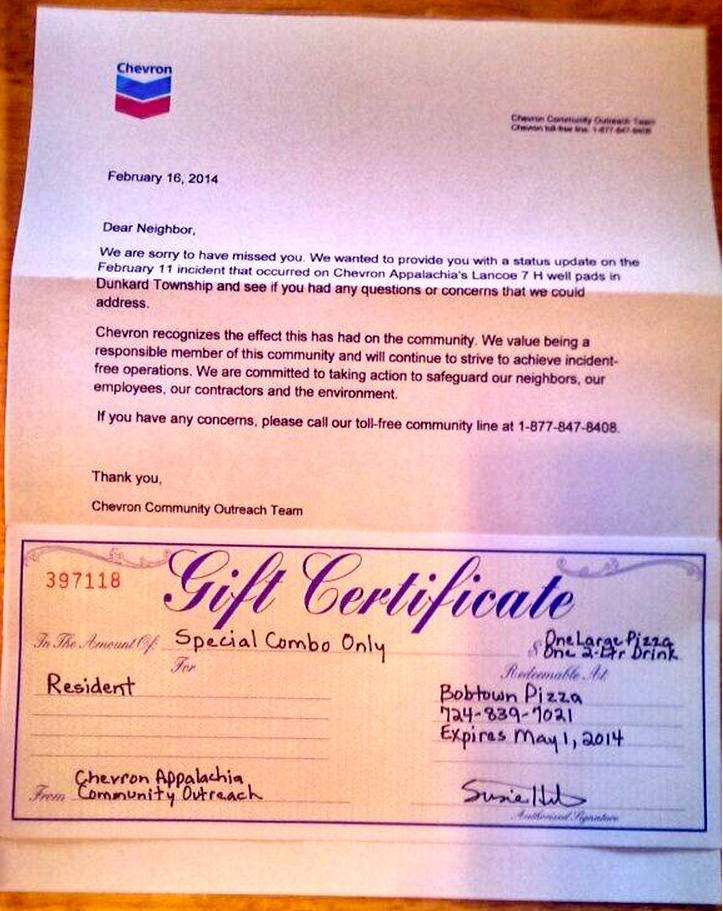 Chevron
Chevron Community Outreach Team
Chevron toll-free line: 1-877-847-8408
February 16, 2014
Dear Neighbor,
We are sorry to have missed you. We wanted to provide you with a status update on the
February 11 incident that occurred on Chevron Appalachia's Lancoe 7 H well pads in
Dunkard Township and see if you had any questions or concerns that we could
address.
Chevron recognizes the effect this has had on the community. We value being a
responsible member of this community and will continue to strive to achieve incident-
free operations. We are committed to taking action to safeguard our neighbors, our
employees, our contractors and the environment.
If you have any concerns, please call our toll-free community line at 1-877-847-8408.
Thank you,
Chevron Community Outreach Team
Gift Certificate
397118
In The Amount Of: Special Combo Only $ One Large Pizza
One 2-Ltr Drink
For
Resident
Redeemable At:
Bobtown Pizza
724-839-7021
Expires May 1, 2014
From Chevron Appalachia
Community Outreach
Susie
Authorized Signature